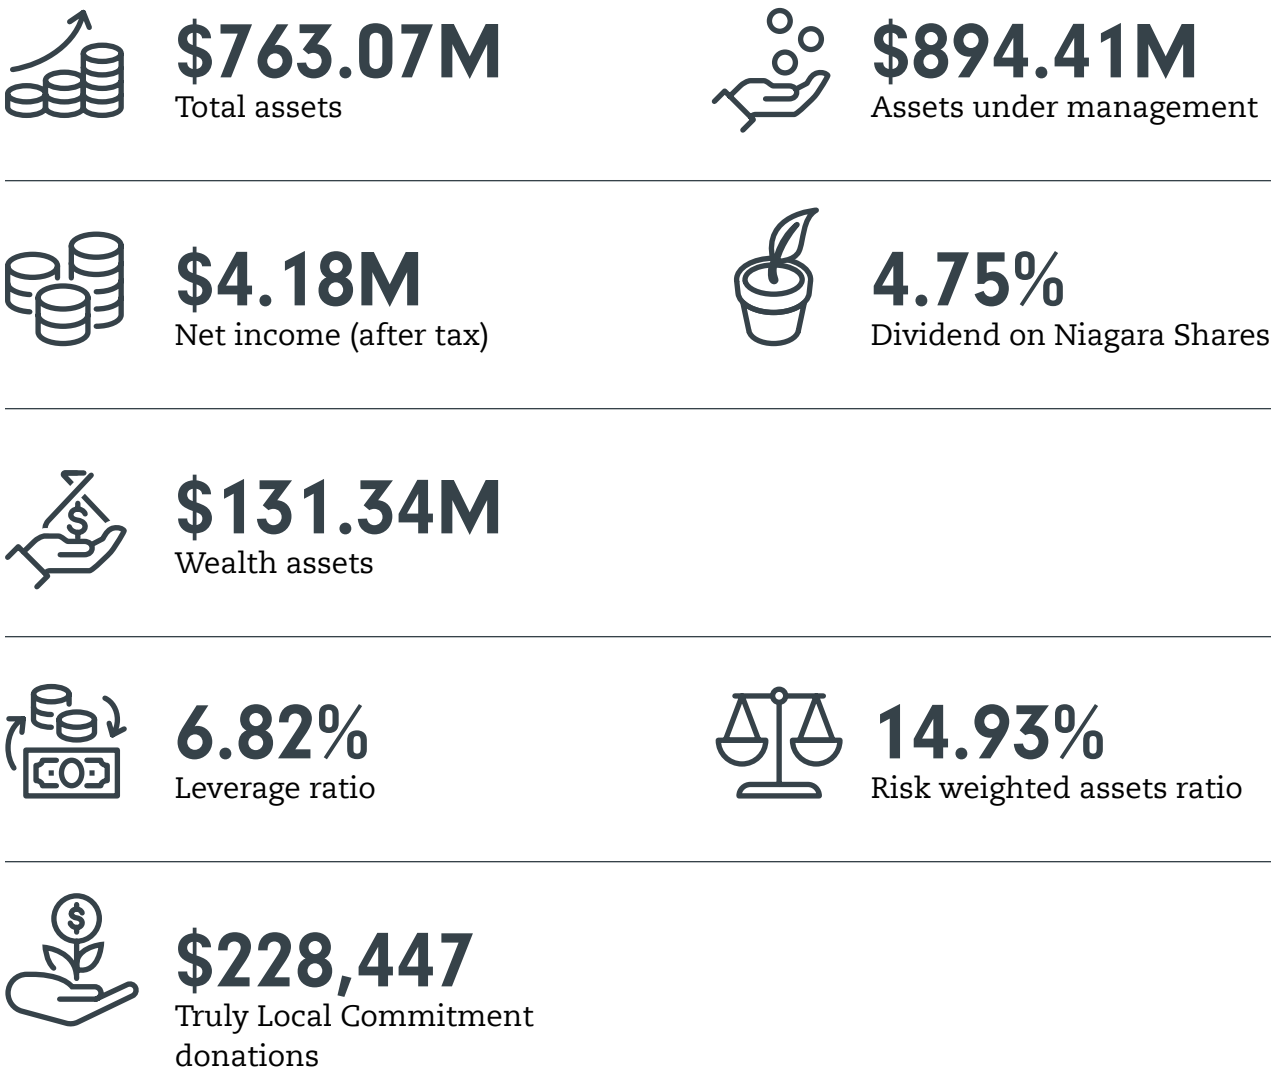 $763.07M
Total assets
$894.41M
Assets under management
$4.18M
Net income (after tax)
4.75%
Dividend on Niagara Shares
$131.34M
Wealth assets
6.82%
Leverage ratio
14.93%
Risk weighted assets ratio
$228,447
Truly Local Commitment
donations